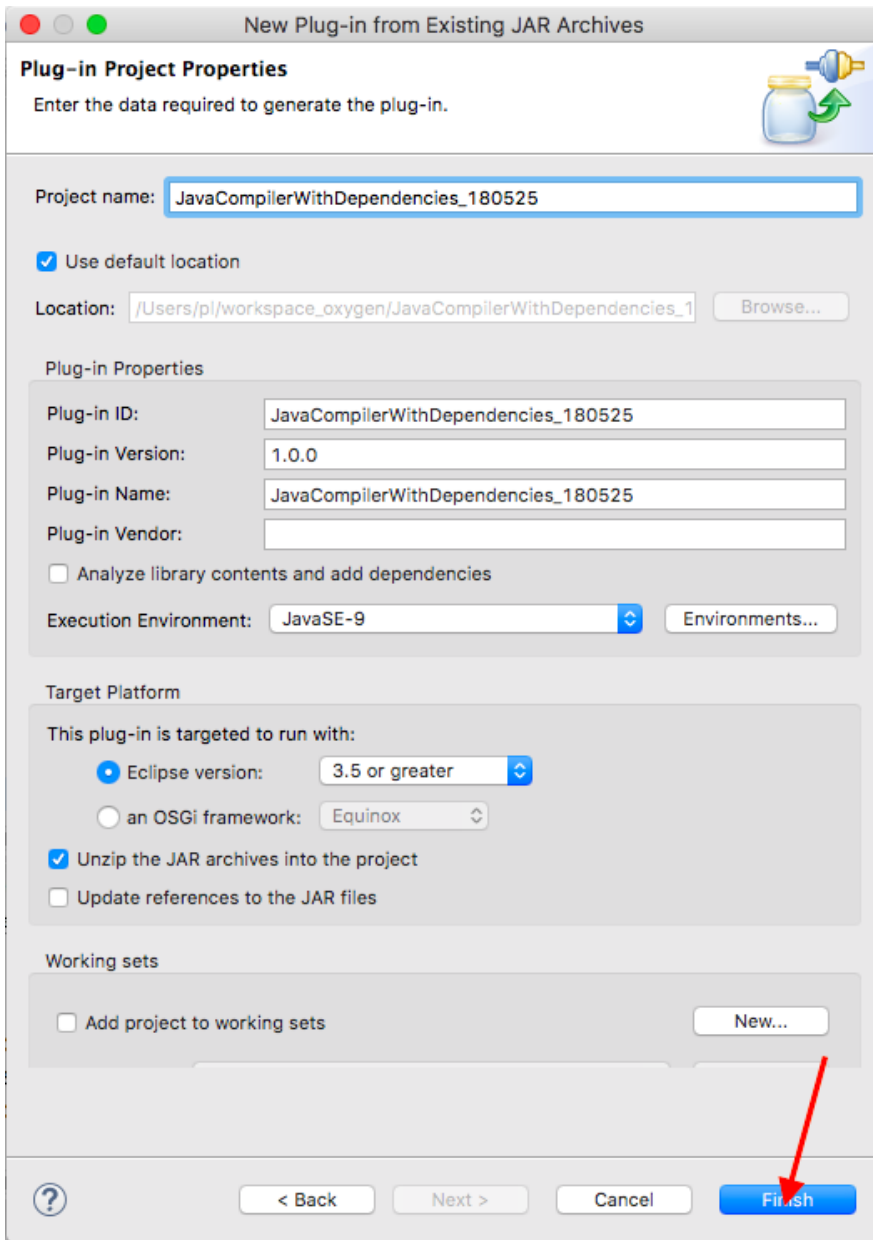 New Plug-in from Existing JAR Archives
Plug-in Project Properties
Enter the data required to generate the plug-in.
Project name: JavaCompilerWithDependencies_180525
Use default location
Location: /Users/pl/workspace_oxygen/JavaCompilerWithDependencies_1 Browse...
Plug-in Properties
Plug-in ID: JavaCompilerWithDependencies_180525
Plug-in Version: 1.0.0
Plug-in Name: JavaCompilerWithDependencies_180525
Plug-in Vendor:
Analyze library contents and add dependencies
Execution Environment: JavaSE-9 Environments...
Target Platform
This plug-in is targeted to run with:
Eclipse version: 3.5 or greater
an OSGi framework: Equinox
Unzip the JAR archives into the project
Update references to the JAR files
Working sets
Add project to working sets New...
? < Back Next > Cancel Finish